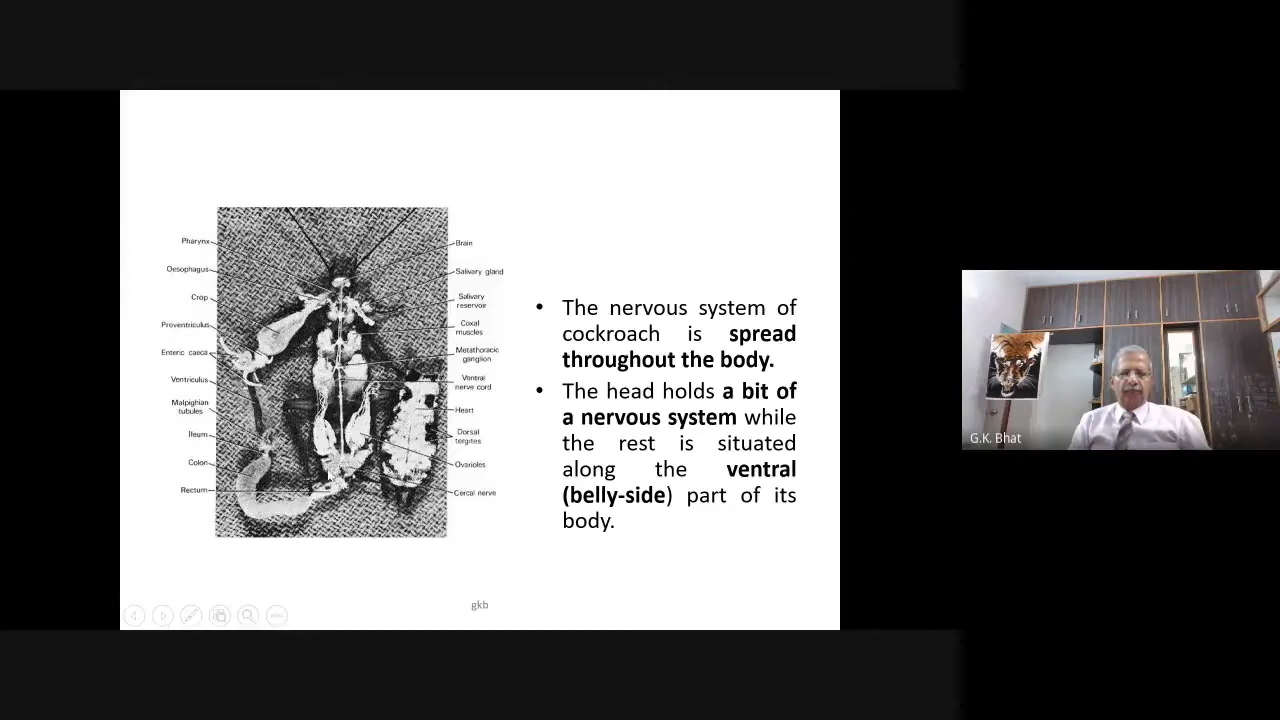 Pharynx
Oesophagus
Crop
Proventriculus
Enteric caeca
Ventriculus
Malpighian
tubules
Ileum
Colon
Rectum
Brain
Salivary gland
Salivary
reservoir
Coxal
muscles
Metathoracic
ganglion
Ventral
nerve cord
Heart
Dorsal
tergites
Ovarioles
Cercal nerve
• The nervous system of
cockroach is spread
throughout the body.
• The head holds a bit of
a nervous system while
the rest is situated
along the ventral
(belly-side) part of its
body.
gkb
G.K. Bhat